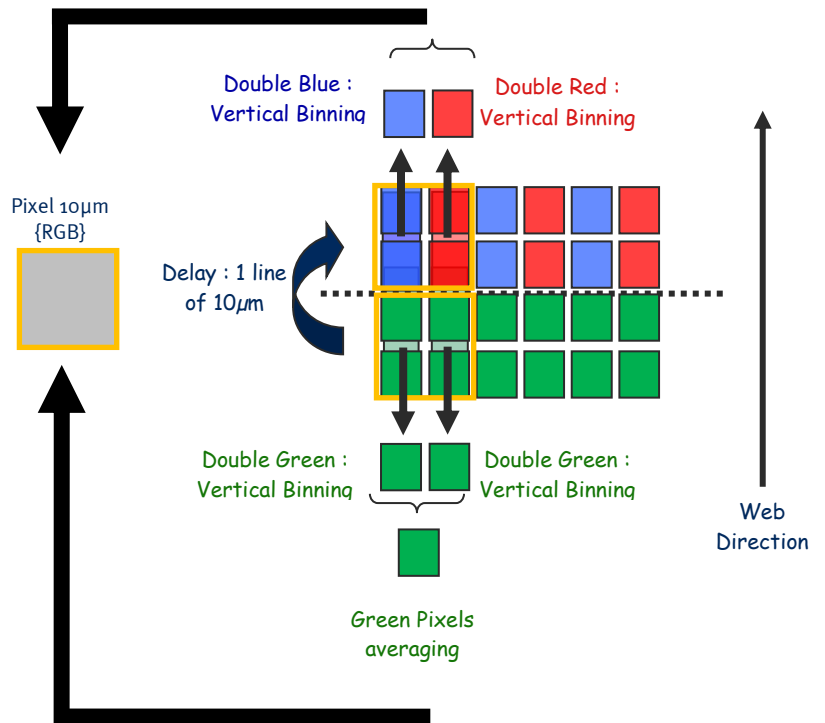 Double Blue :
Vertical Binning
Double Red :
Vertical Binning
Pixel 10µm
{RGB}
Delay : 1 line
of 10µm
Double Green :
Vertical Binning
Double Green :
Vertical Binning
Web
Direction
Green Pixels
averaging